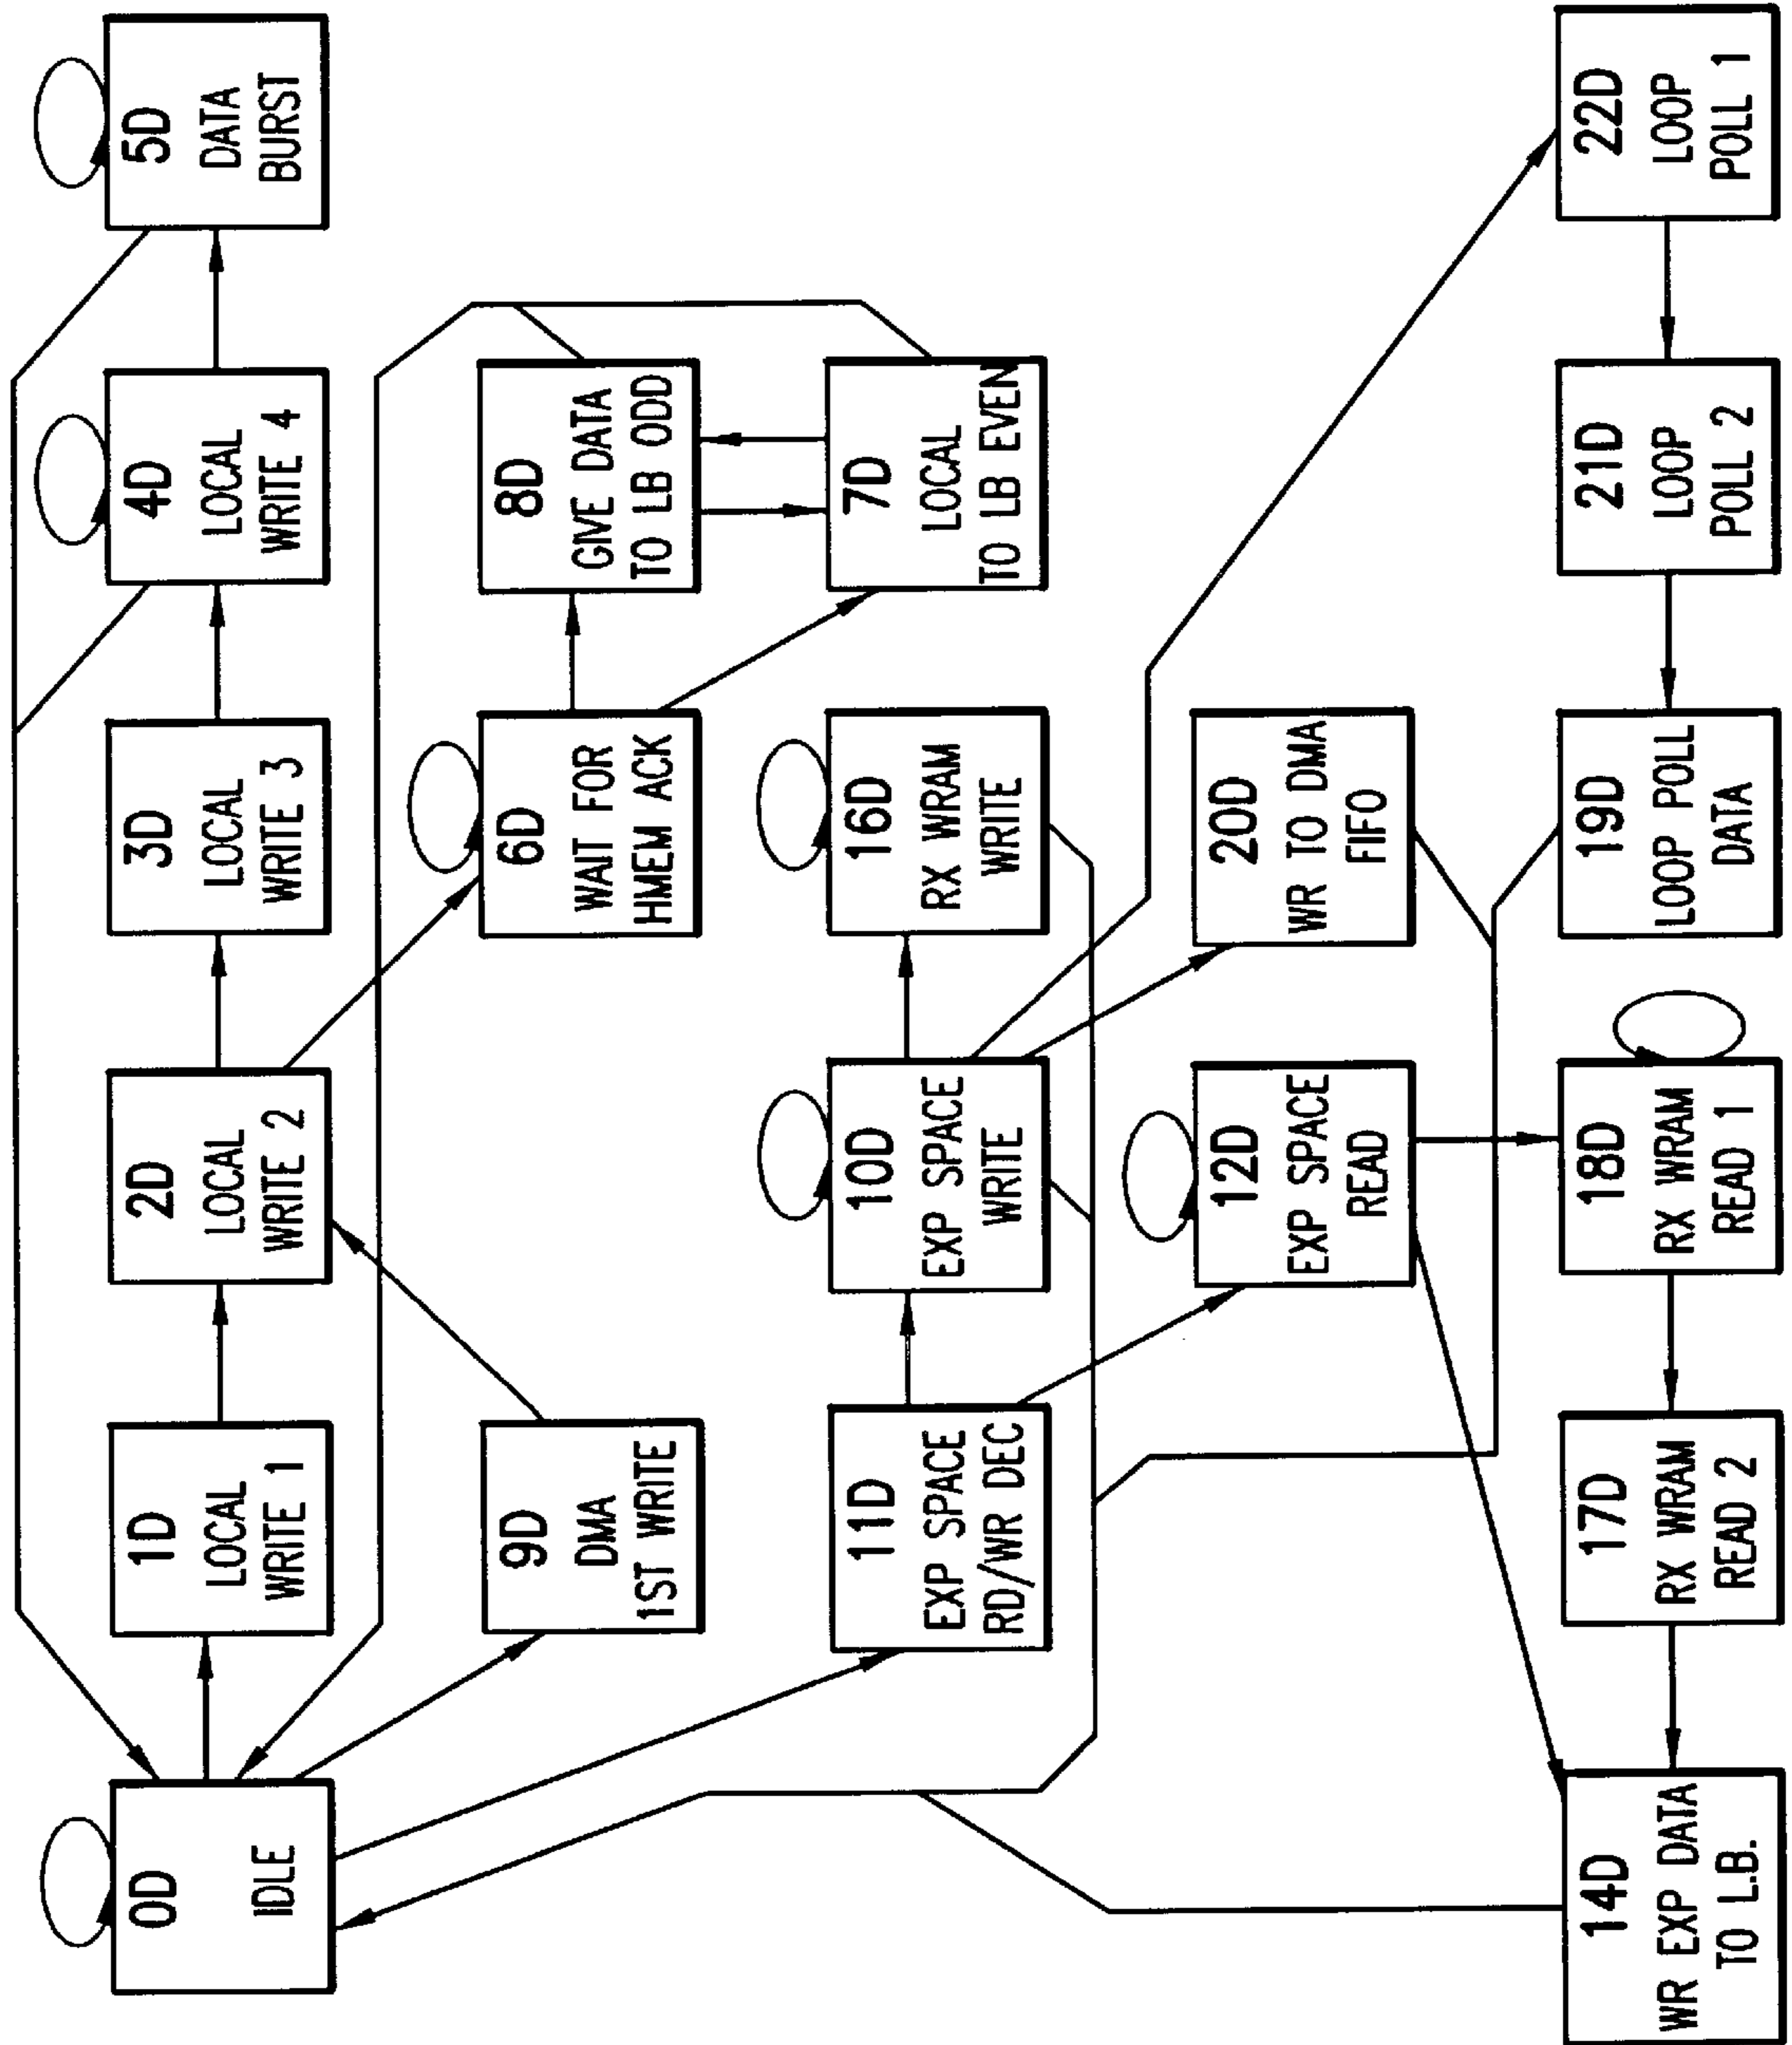 0D
IDLE
1D
LOCAL
WRITE 1
2D
LOCAL
WRITE 2
3D
LOCAL
WRITE 3
4D
LOCAL
WRITE 4
5D
DATA
BURST
9D
DMA
1ST WRITE
6D
WAIT FOR
HMEM ACK
8D
GIVE DATA
TO LB ODD
11D
EXP SPACE
RD/WR DEC
10D
EXP SPACE
WRITE
16D
RX WRAM
WRITE
7D
LOCAL
TO LB EVEN
12D
EXP SPACE
READ
20D
WR TO DMA
FIFO
14D
WR EXP DATA
TO L.B.
17D
RX WRAM
READ 2
18D
RX WRAM
READ 1
19D
LOOP POLL
DATA
21D
LOOP
POLL 2
22D
LOOP
POLL 1